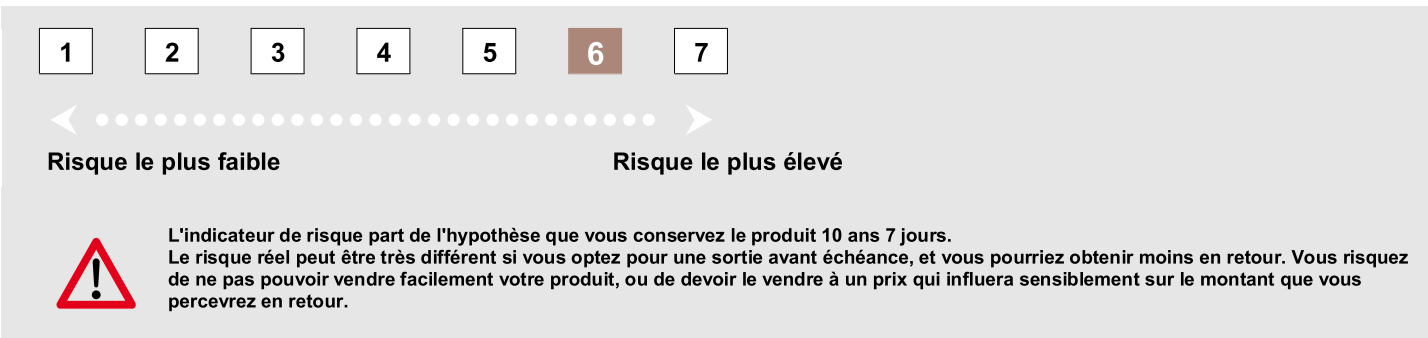 1 2 3 4 5 6 7
Risque le plus faible Risque le plus élevé
L'indicateur de risque part de l'hypothèse que vous conservez le produit 10 ans 7 jours.
Le risque réel peut être très différent si vous optez pour une sortie avant échéance, et vous pourriez obtenir moins en retour. Vous risquez
de ne pas pouvoir vendre facilement votre produit, ou de devoir le vendre à un prix qui influera sensiblement sur le montant que vous
percevrez en retour.